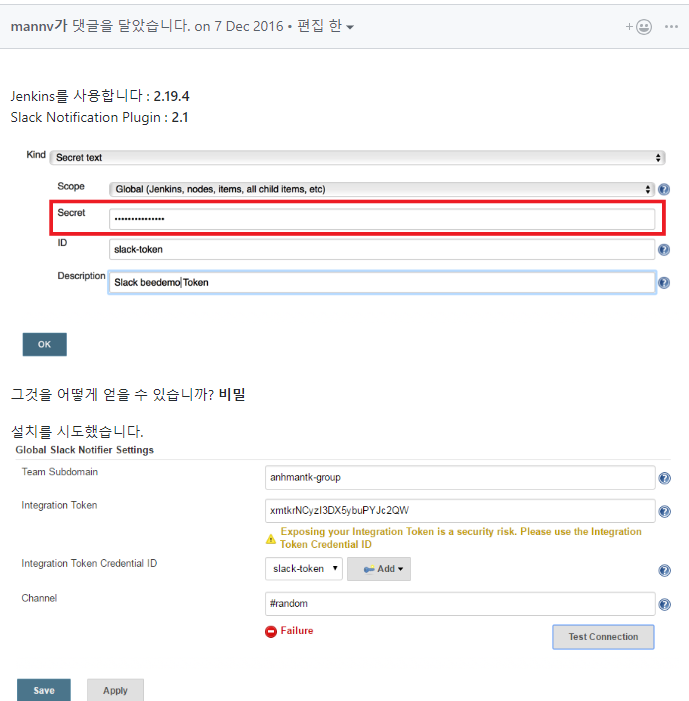 mannv가 댓글을 달았습니다. on 7 Dec 2016 • 편집 한
Jenkins를 사용합니다 : 2.19.4
Slack Notification Plugin : 2.1
Kind Secret text
Scope Global (Jenkins, nodes, items, all child items, etc)
Secret •••••••••••••••
ID slack-token
Description Slack beedemo Token
OK
그것을 어떻게 얻을 수 있습니까? 비밀
설치를 시도했습니다.
Global Slack Notifier Settings
Team Subdomain anhmantk-group
Integration Token xmtkrNCyzI3DX5ybuPYJc2QW
Exposing your Integration Token is a security risk. Please use the Integration
Token Credential ID
Integration Token Credential ID slack-token Add
Channel #random
Failure Test Connection
Save Apply